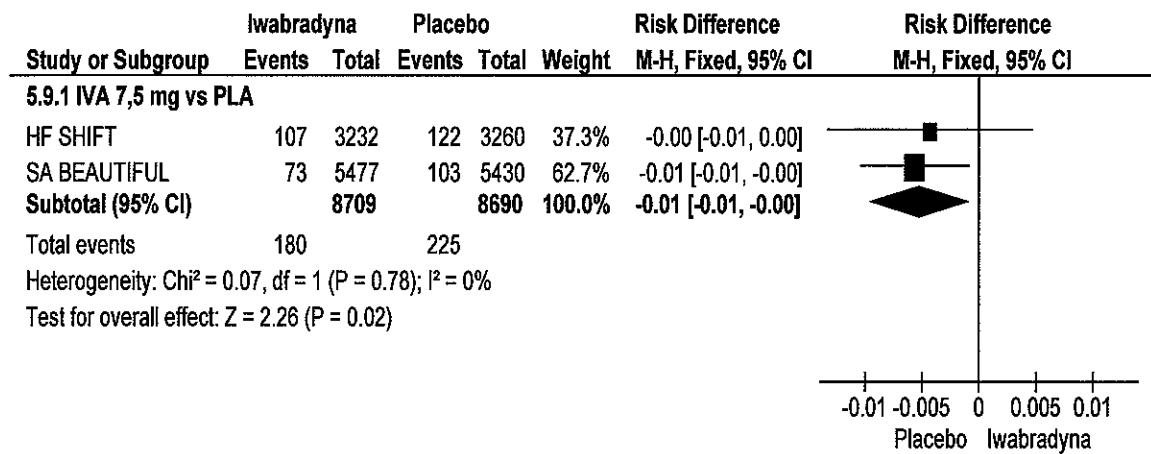 Iwabradyna Placebo Risk Difference Risk Difference
Study or Subgroup Events Total Events Total Weight M-H, Fixed, 95% CI M-H, Fixed, 95% CI
5.9.1 IVA 7,5 mg vs PLA
HF SHIFT 107 3232 122 3260 37.3% -0.00 [-0.01, 0.00]
SA BEAUTIFUL 73 5477 103 5430 62.7% -0.01 [-0.01, -0.00]
Subtotal (95% CI) 8709 8690 100.0% -0.01 [-0.01, -0.00]
Total events 180 225
Heterogeneity: Chi² = 0.07, df = 1 (P = 0.78); I² = 0%
Test for overall effect: Z = 2.26 (P = 0.02)
-0.01 -0.005 0 0.005 0.01
Placebo Iwabradyna